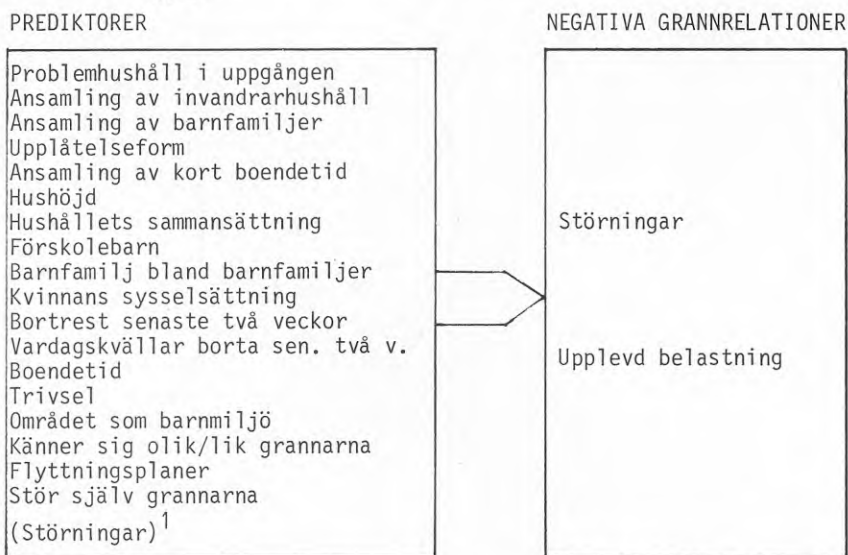 PREDIKTORER
NEGATIVA GRANNRELATIONER
Problemhushåll i uppgången
Ansamling av invandrarhushåll
Ansamling av barnfamiljer
Upplåtelseform
Ansamling av kort boendetid
Hushöjd
Hushållets sammansättning
Förskolebarn
Barnfamilj bland barnfamiljer
Kvinnans sysselsättning
Bortrest senaste två veckor
Vardagskvällar borta sen. två v.
Boendetid
Trivsel
Området som barnmiljö
Känner sig olik/lik grannarna
Flyttningsplaner
Stör själv grannarna
(Störningar)1
Störningar
Upplevd belastning